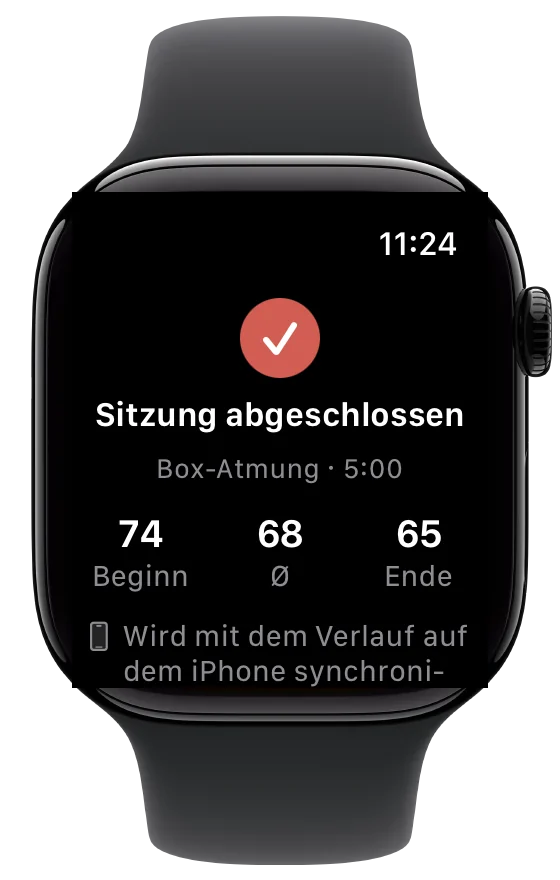 11:24
Sitzung abgeschlossen
Box-Atmung · 5:00
74 68 65
Beginn Ø Ende
Wird mit dem Verlauf auf
dem iPhone synchroni-